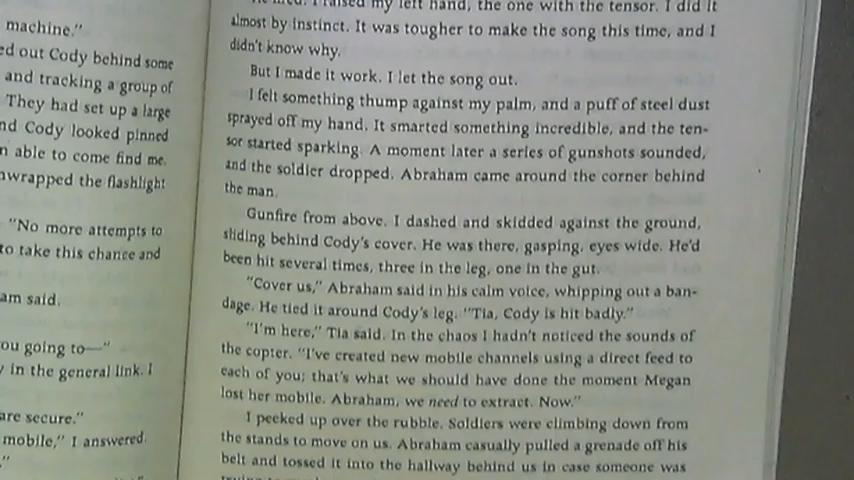 machine."
ed out Cody behind some
and tracking a group of
They had set up a large
nd Cody looked pinned
n able to come find me.
nwrapped the flashlight
"No more attempts to
to take this chance and
am said.
ou going to—"
y in the general link. I
are secure."
mobile," I answered.
raised my left hand, the one with the tensor. I did it
almost by instinct. It was tougher to make the song this time, and I
didn't know why.
But I made it work. I let the song out.
I felt something thump against my palm, and a puff of steel dust
sprayed off my hand. It smarted something incredible, and the ten-
sor started sparking. A moment later a series of gunshots sounded,
and the soldier dropped. Abraham came around the corner behind
the man.
Gunfire from above. I dashed and skidded against the ground,
sliding behind Cody's cover. He was there, gasping, eyes wide. He'd
been hit several times, three in the leg, one in the gut.
"Cover us," Abraham said in his calm voice, whipping out a ban-
dage. He tied it around Cody's leg. "Tia, Cody is hit badly."
"I'm here," Tia said. In the chaos I hadn't noticed the sounds of
the copter. "I've created new mobile channels using a direct feed to
each of you; that's what we should have done the moment Megan
lost her mobile. Abraham, we need to extract. Now."
I peeked up over the rubble. Soldiers were climbing down from
the stands to move on us. Abraham casually pulled a grenade off his
belt and tossed it into the hallway behind us in case someone was